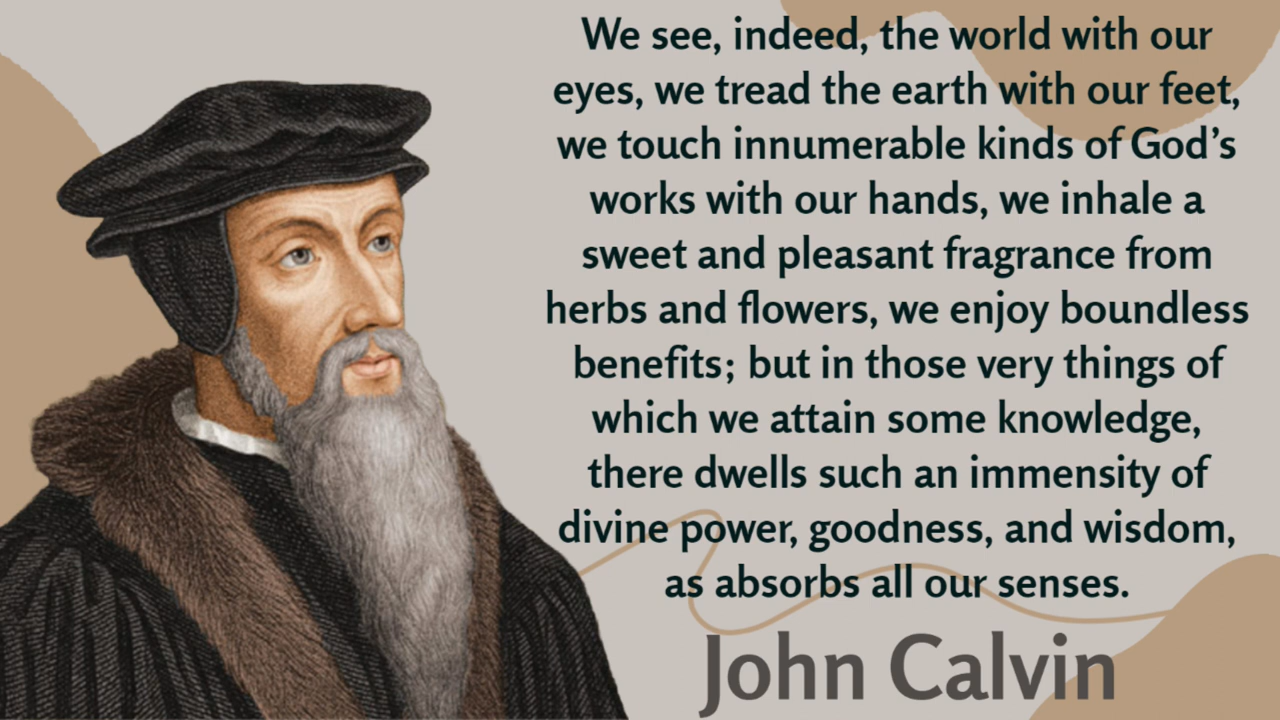 We see, indeed, the world with our
eyes, we tread the earth with our feet,
we touch innumerable kinds of God’s
works with our hands, we inhale a
sweet and pleasant fragrance from
herbs and flowers, we enjoy boundless
benefits; but in those very things of
which we attain some knowledge,
there dwells such an immensity of
divine power, goodness, and wisdom,
as absorbs all our senses.
John Calvin